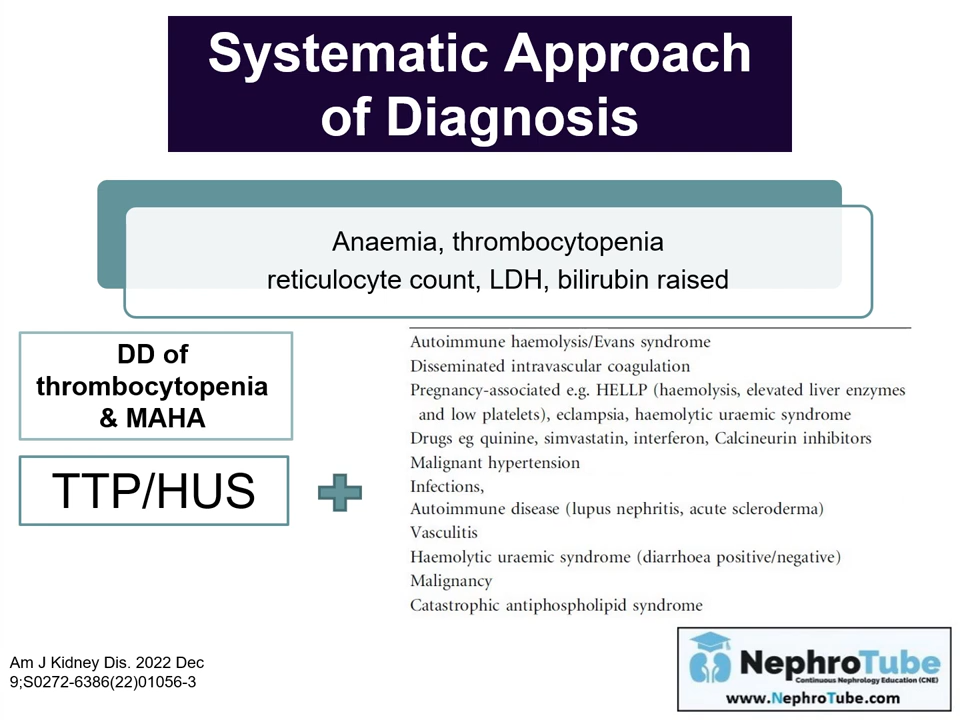 Systematic Approach
of Diagnosis
Anaemia, thrombocytopenia
reticulocyte count, LDH, bilirubin raised
DD of
thrombocytopenia
& MAHA
TTP/HUS
Autoimmune haemolysis/Evans syndrome
Disseminated intravascular coagulation
Pregnancy-associated e.g. HELLP (haemolysis, elevated liver enzymes
and low platelets), eclampsia, haemolytic uraemic syndrome
Drugs eg quinine, simvastatin, interferon, Calcineurin inhibitors
Malignant hypertension
Infections,
Autoimmune disease (lupus nephritis, acute scleroderma)
Vasculitis
Haemolytic uraemic syndrome (diarrhoea positive/negative)
Malignancy
Catastrophic antiphospholipid syndrome
Am J Kidney Dis. 2022 Dec
9;S0272-6386(22)01056-3
NephroTube
Continuous Nephrology Education (CNE)
www.NephroTube.com